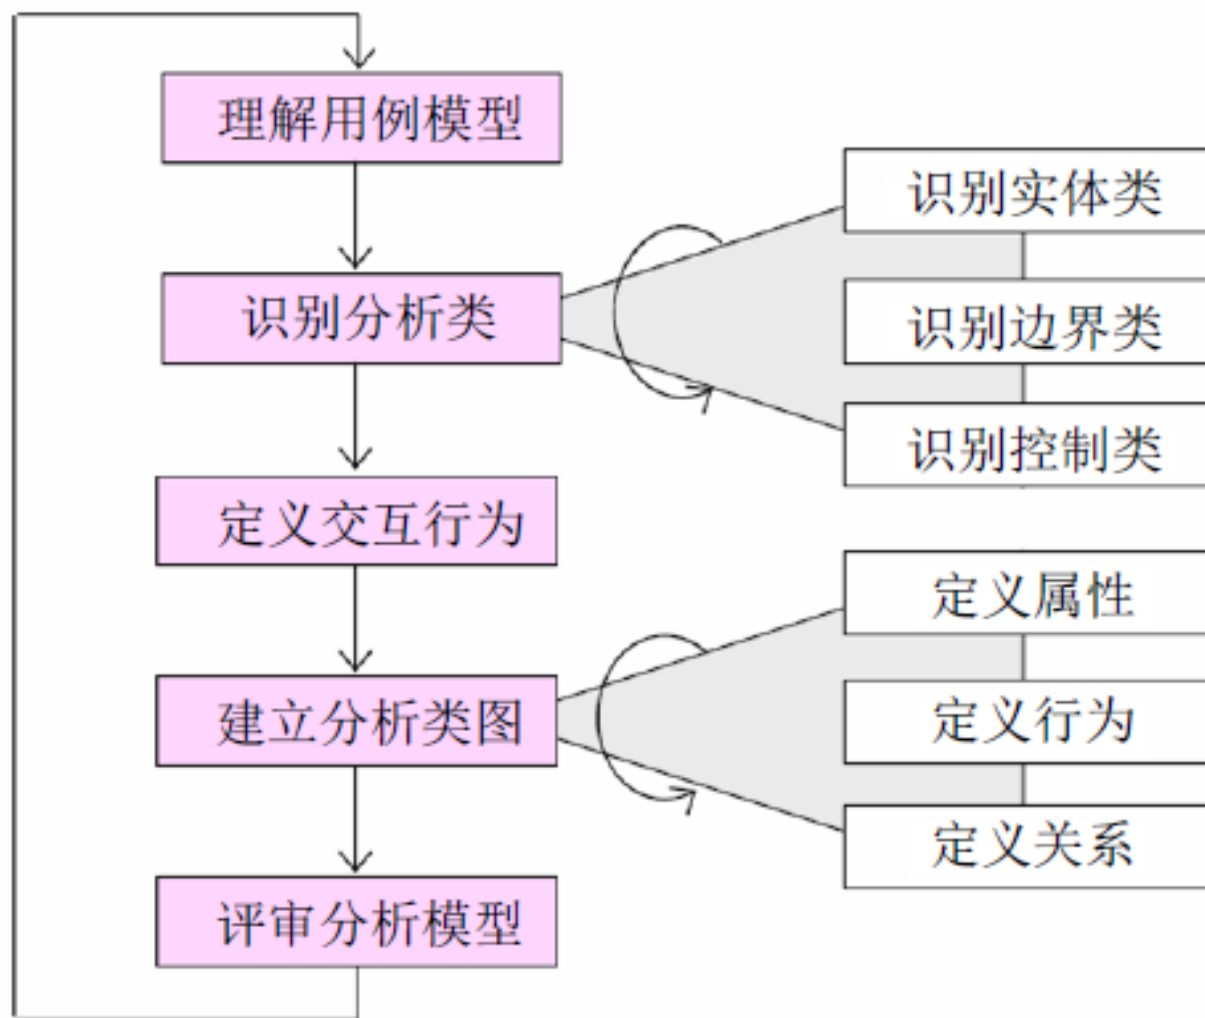 理解用例模型
识别分析类
定义交互行为
建立分析类图
评审分析模型
识别实体类
识别边界类
识别控制类
定义属性
定义行为
定义关系